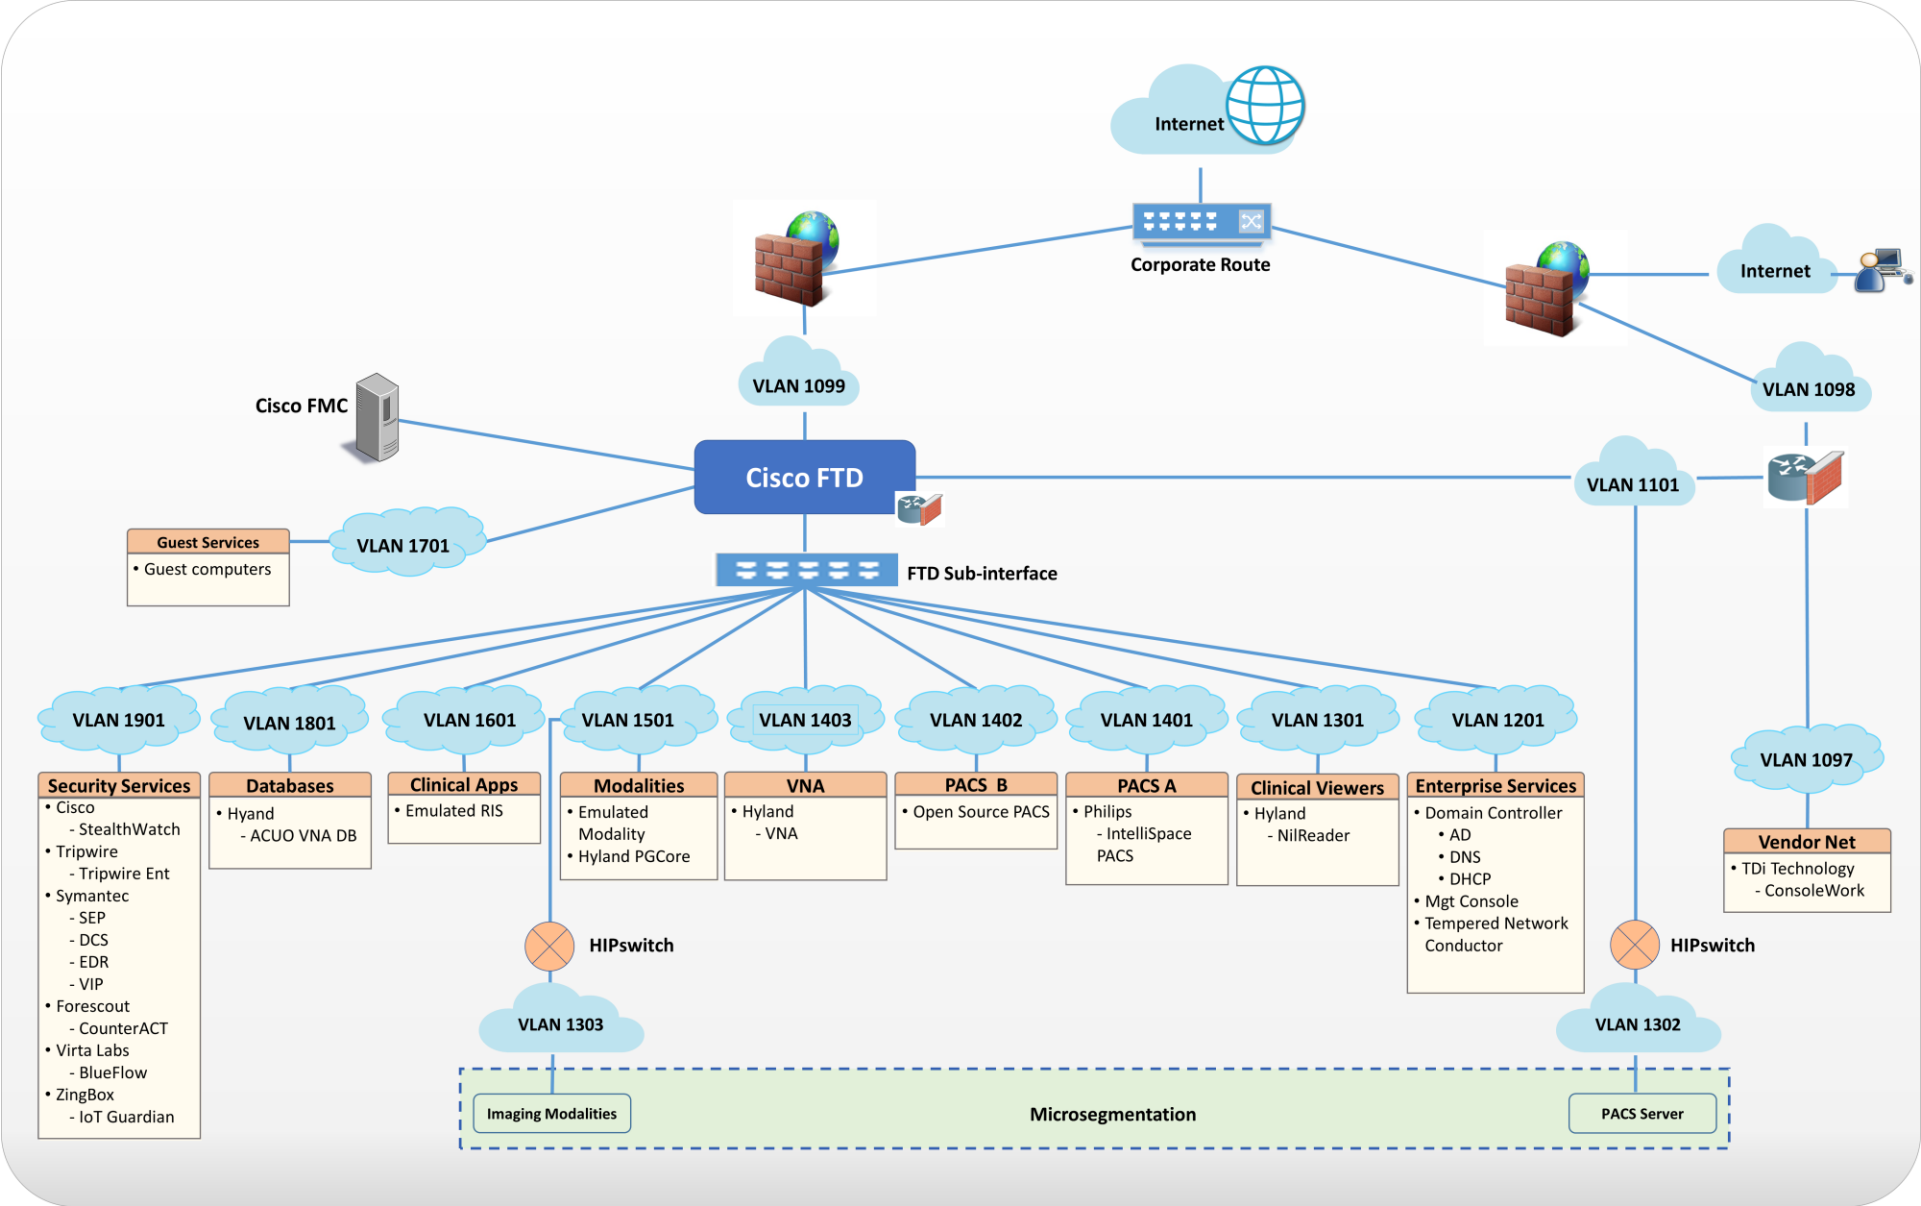 Internet
Corporate Route
Internet
VLAN 1099
VLAN 1098
Cisco FMC
Cisco FTD
VLAN 1101
Guest Services
• Guest computers
VLAN 1701
FTD Sub-interface
VLAN 1901
VLAN 1801
VLAN 1601
VLAN 1501
VLAN 1403
VLAN 1402
VLAN 1401
VLAN 1301
VLAN 1201
VLAN 1097
Security Services
• Cisco
- StealthWatch
• Tripwire
- Tripwire Ent
• Symantec
- SEP
- DCS
- EDR
- VIP
• Forescout
- CounterACT
• Virta Labs
- BlueFlow
• ZingBox
- IoT Guardian
Databases
• Hyand
- ACUO VNA DB
Clinical Apps
• Emulated RIS
Modalities
• Emulated
Modality
• Hyland PGCore
VNA
• Hyland
- VNA
PACS B
• Open Source PACS
PACS A
• Philips
- IntelliSpace
PACS
Clinical Viewers
• Hyland
- NilReader
Enterprise Services
• Domain Controller
• AD
• DNS
• DHCP
• Mgt Console
• Tempered Network
Conductor
Vendor Net
• TDi Technology
- ConsoleWork
HIPswitch
HIPswitch
VLAN 1303
VLAN 1302
Imaging Modalities
Microsegmentation
PACS Server